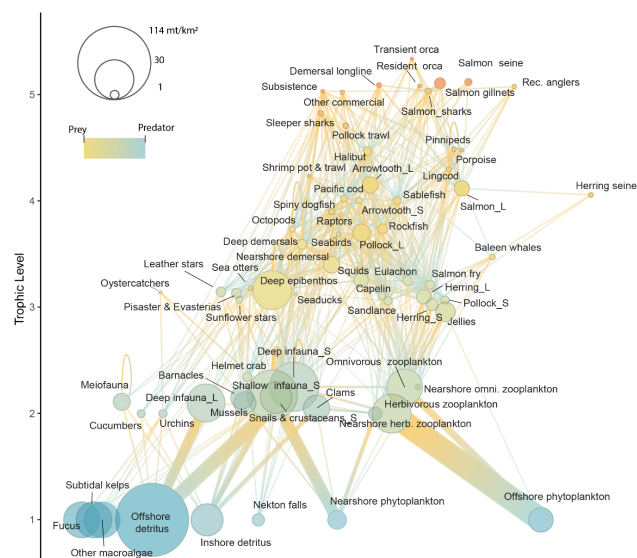 114 mt/km²
30
1
Prey
Predator
Trophic Level
5
4
3
2
1
Transient orca
Resident orca
Salmon seine
Demersal longline
Subsistence
Salmon gillnets
Rec. anglers
Other commercial
Salmon_sharks
Sleeper sharks
Pollock trawl
Pinnipeds
Halibut
Porpoise
Shrimp pot & trawl
Arrowtooth_L
Lingcod
Pacific cod
Herring seine
Sablefish
Salmon_L
Spiny dogfish
Arrowtooth_S
Octopods
Raptors
Rockfish
Deep demersals
Seabirds
Pollock_L
Baleen whales
Nearshore demersal
Leather stars
Sea otters
Squids
Eulachon
Salmon fry
Oystercatchers
Deep epibenthos
Capelin
Herring_L
Pisaster & Evasterias
Seaducks
Pollock_S
Sunflower stars
Sandlance
Herring_S
Jellies
Deep infauna_S
Omnivorous zooplankton
Helmet crab
Barnacles
Meiofauna
Shallow infauna_S
Clams
Nearshore omni. zooplankton
Deep infauna_L
Herbivorous zooplankton
Mussels
Snails & crustaceans_S
Cucumbers
Urchins
Nearshore herb. zooplankton
Subtidal kelps
Offshore
detritus
Nekton falls
Nearshore phytoplankton
Offshore phytoplankton
Fucus
Inshore detritus
Other macroalgae